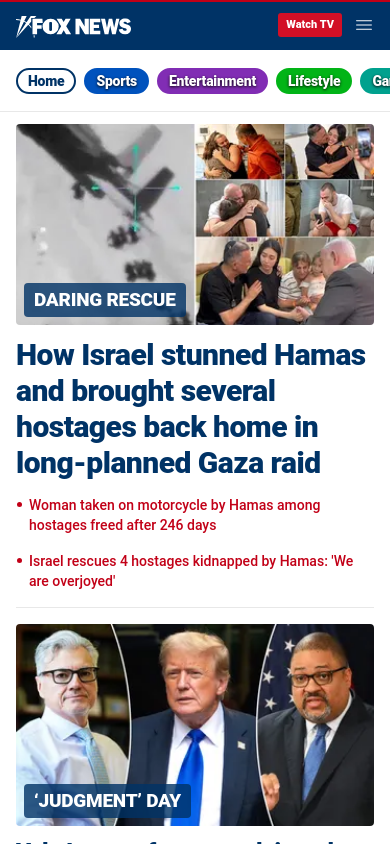 FOX NEWS
Watch TV
Home
Sports
Entertainment
Lifestyle
DARING RESCUE
How Israel stunned Hamas
and brought several
hostages back home in
long-planned Gaza raid
• Woman taken on motorcycle by Hamas among
hostages freed after 246 days
• Israel rescues 4 hostages kidnapped by Hamas: 'We
are overjoyed'
‘JUDGMENT’ DAY